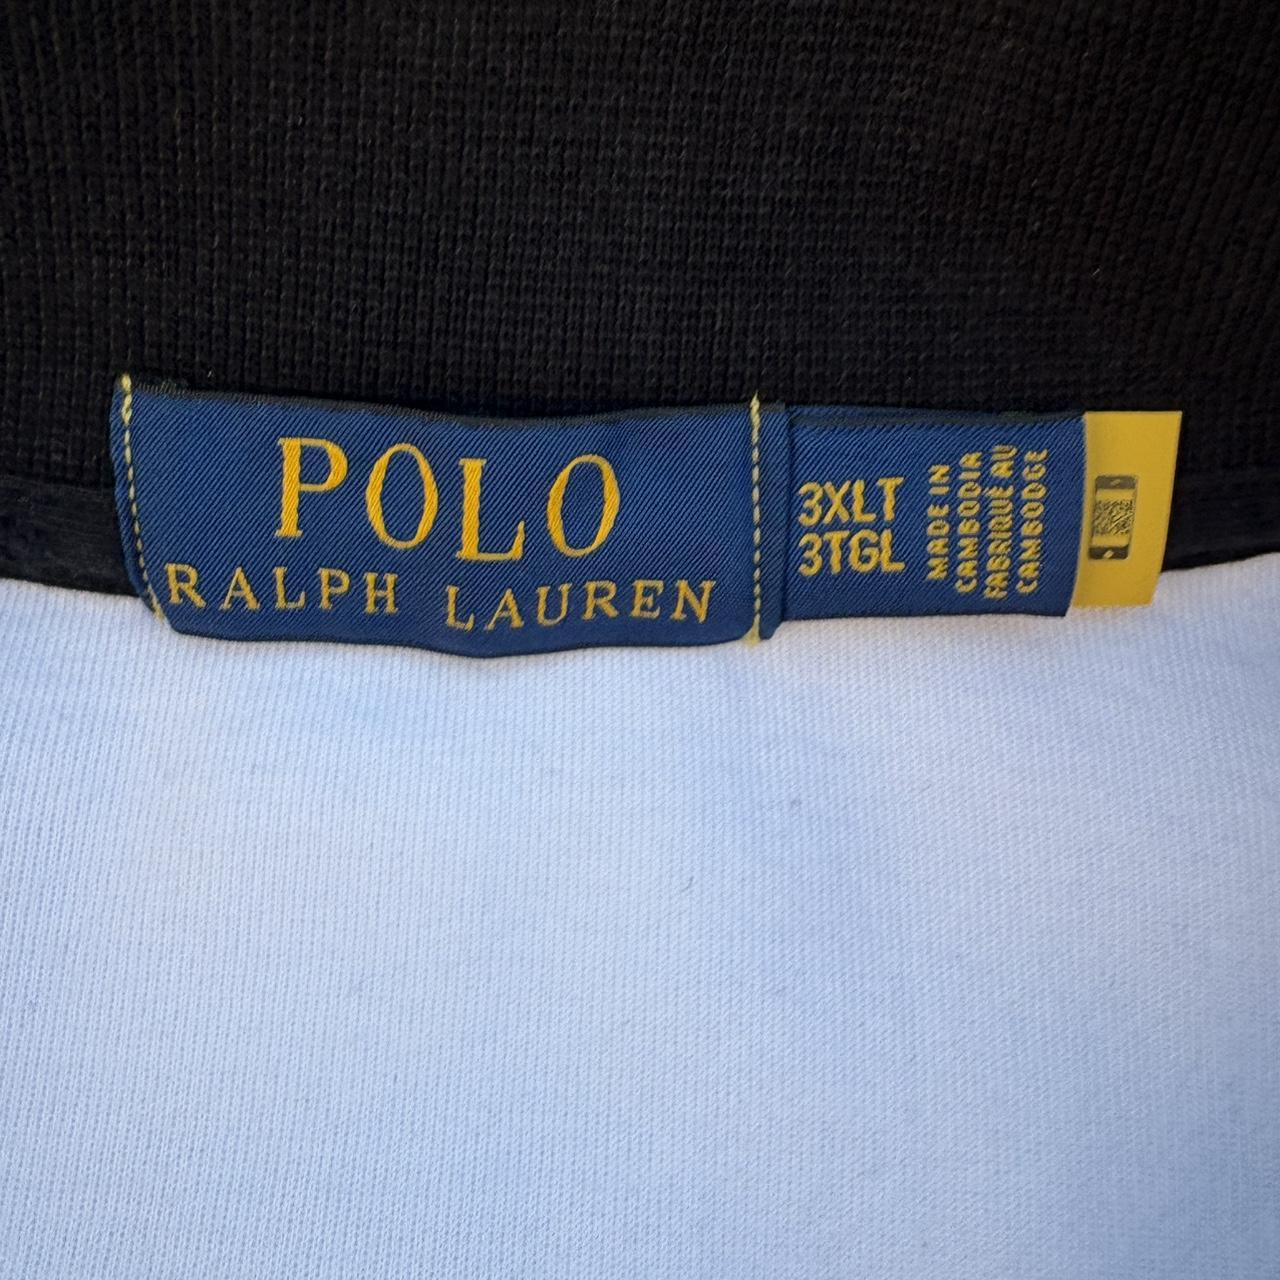 POLO
RALPH LAUREN
3XLT
3TGL
MADE IN
CAMBODIA
FABRIQUÉ AU
CAMBODGE